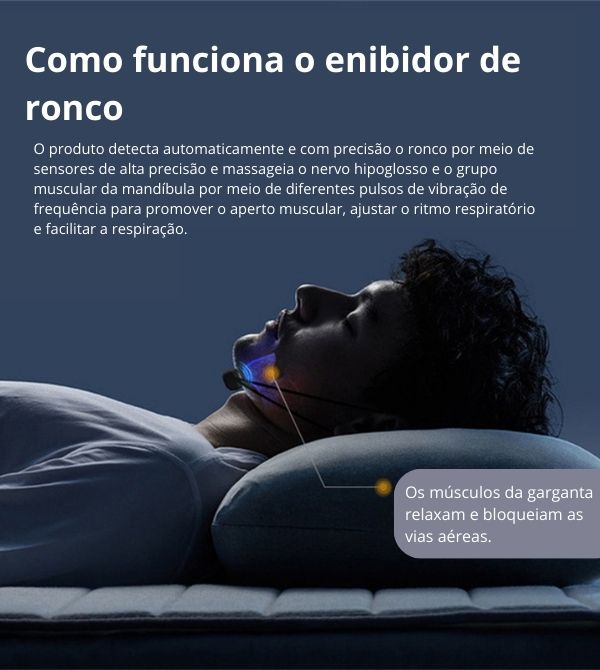 Como funciona o enibidor de
ronco
O produto detecta automaticamente e com precisão o ronco por meio de
sensores de alta precisão e massageia o nervo hipoglosso e o grupo
muscular da mandíbula por meio de diferentes pulsos de vibração de
frequência para promover o aperto muscular, ajustar o ritmo respiratório
e facilitar a respiração.
Os músculos da garganta
relaxam e bloqueiam as
vias aéreas.